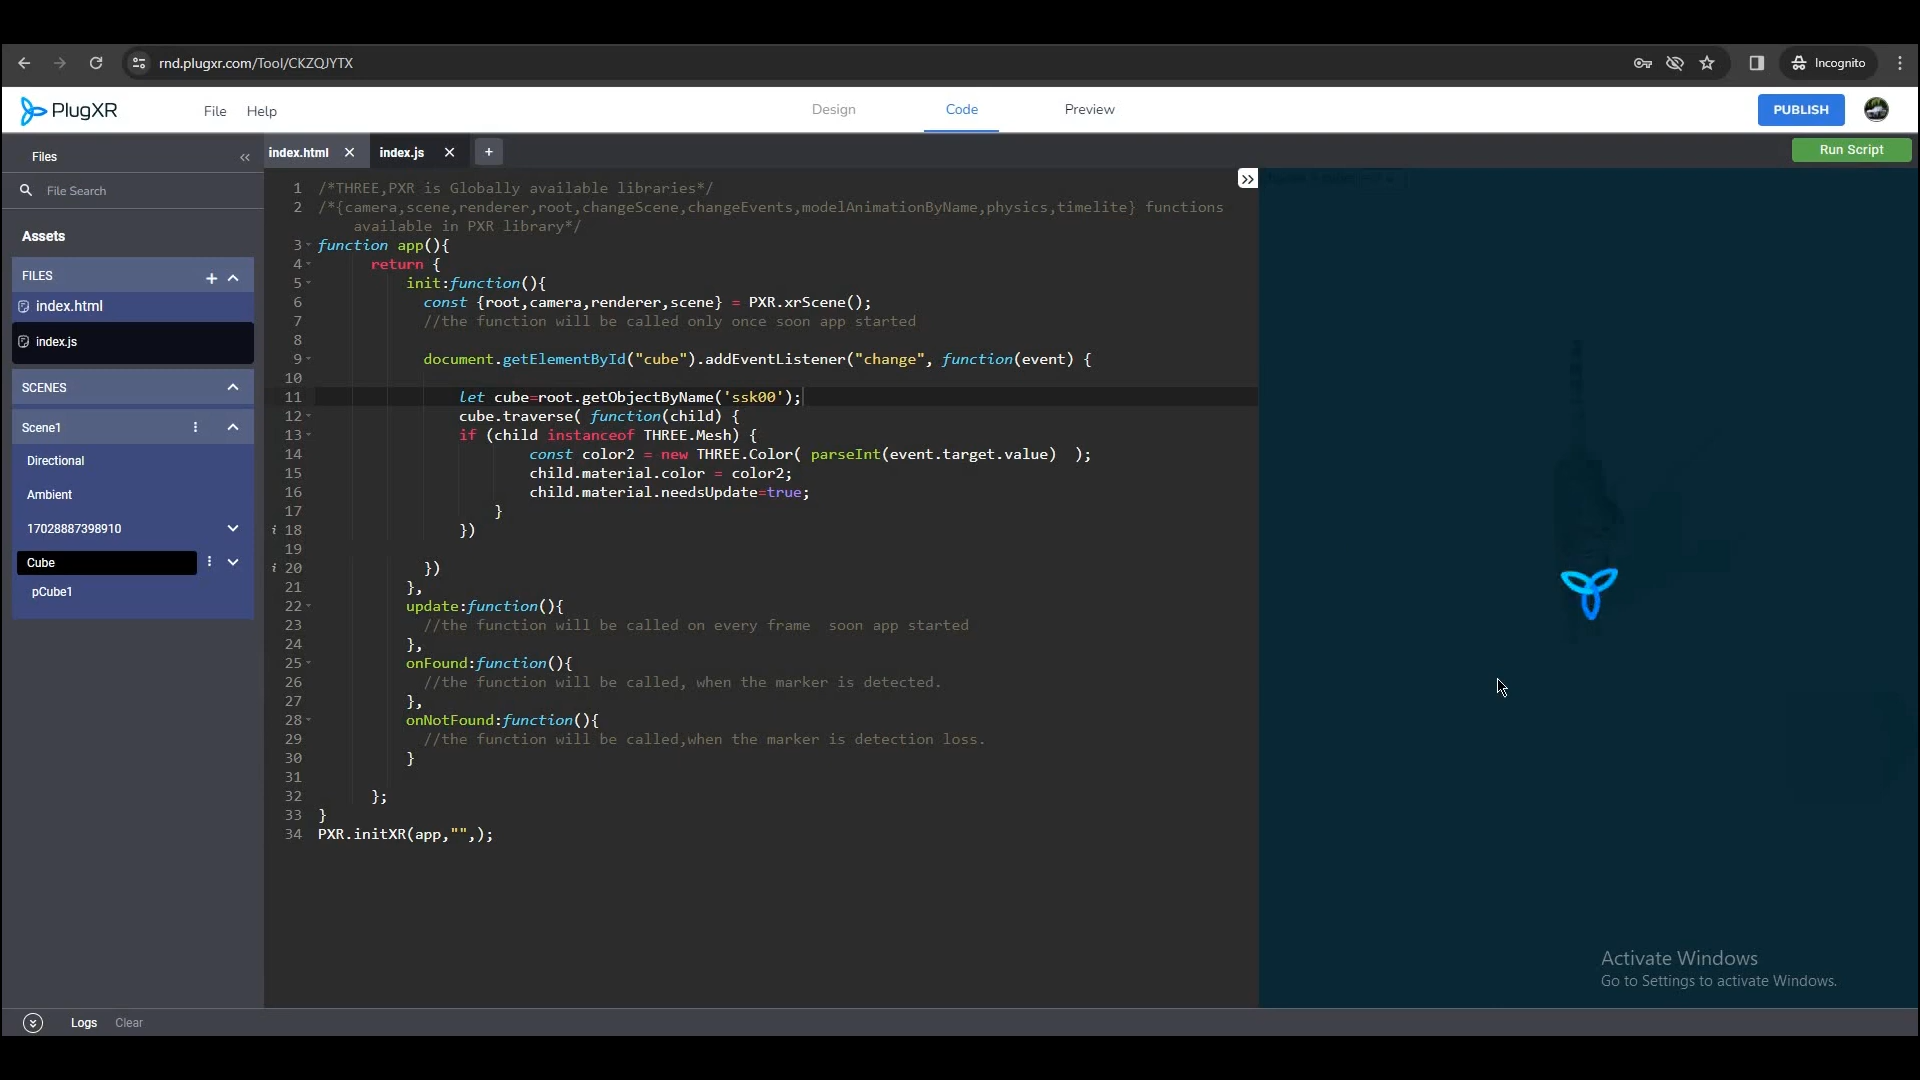 rnd.plugxr.com/Tool/CKZQJYTX
Incognito
PlugXR
File Help
Design Code Preview
PUBLISH
Files
index.html
index.js
+
Run Script
File Search
Assets
FILES
index.html
index.js
SCENES
Scene1
Directional
Ambient
17028887398910
Cube
pCube1
1 /*THREE,PXR is Globally available libraries*/
2 /*{camera,scene,renderer,root,changeScene,changeEvents,modelAnimationByName,physics,timelite} functions
available in PXR library*/
3 function app(){
4 return {
5 init:function(){
6 const {root,camera,renderer,scene} = PXR.xrScene();
7 //the function will be called only once soon app started
8
9 document.getElementById("cube").addEventListener("change", function(event) {
10
11 let cube=root.getObjectByName('ssk00');
12 cube.traverse( function(child) {
13 if (child instanceof THREE.Mesh) {
14 const color2 = new THREE.Color( parseInt(event.target.value)  );
15 child.material.color = color2;
16 child.material.needsUpdate=true;
17 }
i 18 })
19
i 20 })
21 },
22 update:function(){
23 //the function will be called on every frame  soon app started
24 },
25 onFound:function(){
26 //the function will be called, when the marker is detected.
27 },
28 onNotFound:function(){
29 //the function will be called,when the marker is detection loss.
30 }
31
32 };
33 }
34 PXR.initXR(app,"",);
Activate Windows
Go to Settings to activate Windows.
Logs Clear